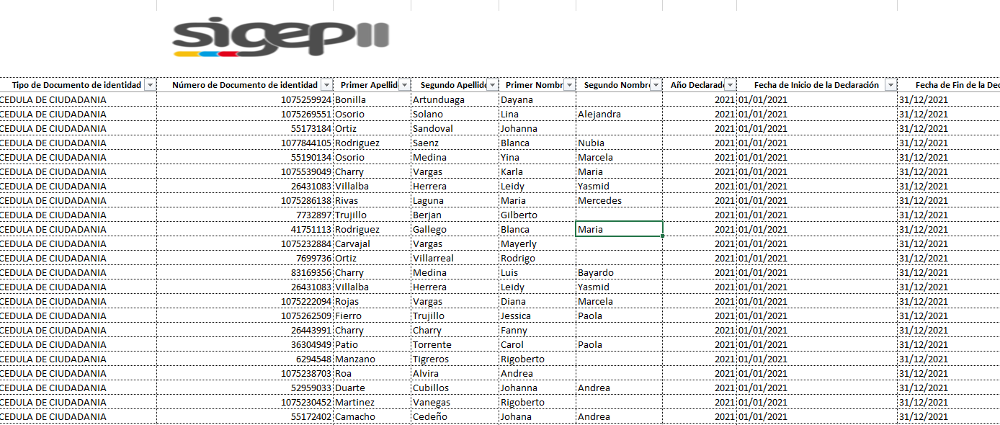 sigep II
Tipo de Documento de identidad Número de Documento de identidad Primer Apellid Segundo Apellido Primer Nombr Segundo Nombre Año Declarado Fecha de Inicio de la Declaración Fecha de Fin de la Dec
CEDULA DE CIUDADANIA 1075259924 Bonilla Artunduaga Dayana 2021 01/01/2021 31/12/2021
CEDULA DE CIUDADANIA 1075269551 Osorio Solano Lina Alejandra 2021 01/01/2021 31/12/2021
CEDULA DE CIUDADANIA 55173184 Ortiz Sandoval Johanna 2021 01/01/2021 31/12/2021
CEDULA DE CIUDADANIA 1077844105 Rodriguez Saenz Blanca Nubia 2021 01/01/2021 31/12/2021
CEDULA DE CIUDADANIA 55190134 Osorio Medina Yina Marcela 2021 01/01/2021 31/12/2021
CEDULA DE CIUDADANIA 1075539049 Charry Vargas Karla Maria 2021 01/01/2021 31/12/2021
CEDULA DE CIUDADANIA 26431083 Villalba Herrera Leidy Yasmid 2021 01/01/2021 31/12/2021
CEDULA DE CIUDADANIA 1075286138 Rivas Laguna Maria Mercedes 2021 01/01/2021 31/12/2021
CEDULA DE CIUDADANIA 7732897 Trujillo Berjan Gilberto 2021 01/01/2021 31/12/2021
CEDULA DE CIUDADANIA 41751113 Rodriguez Gallego Blanca Maria 2021 01/01/2021 31/12/2021
CEDULA DE CIUDADANIA 1075232884 Carvajal Vargas Mayerly 2021 01/01/2021 31/12/2021
CEDULA DE CIUDADANIA 7699736 Ortiz Villarreal Rodrigo 2021 01/01/2021 31/12/2021
CEDULA DE CIUDADANIA 83169356 Charry Medina Luis Bayardo 2021 01/01/2021 31/12/2021
CEDULA DE CIUDADANIA 26431083 Villalba Herrera Leidy Yasmid 2021 01/01/2021 31/12/2021
CEDULA DE CIUDADANIA 1075222094 Rojas Vargas Diana Marcela 2021 01/01/2021 31/12/2021
CEDULA DE CIUDADANIA 1075262509 Fierro Trujillo Jessica Paola 2021 01/01/2021 31/12/2021
CEDULA DE CIUDADANIA 26443991 Charry Charry Fanny 2021 01/01/2021 31/12/2021
CEDULA DE CIUDADANIA 36304949 Patio Torrente Carol Paola 2021 01/01/2021 31/12/2021
CEDULA DE CIUDADANIA 6294548 Manzano Tigreros Rigoberto 2021 01/01/2021 31/12/2021
CEDULA DE CIUDADANIA 1075238703 Roa Alvira Andrea 2021 01/01/2021 31/12/2021
CEDULA DE CIUDADANIA 52959033 Duarte Cubillos Johanna Andrea 2021 01/01/2021 31/12/2021
CEDULA DE CIUDADANIA 1075230452 Martinez Vanegas Rigoberto 2021 01/01/2021 31/12/2021
CEDULA DE CIUDADANIA 55172402 Camacho Cedeño Johana Andrea 2021 01/01/2021 31/12/2021